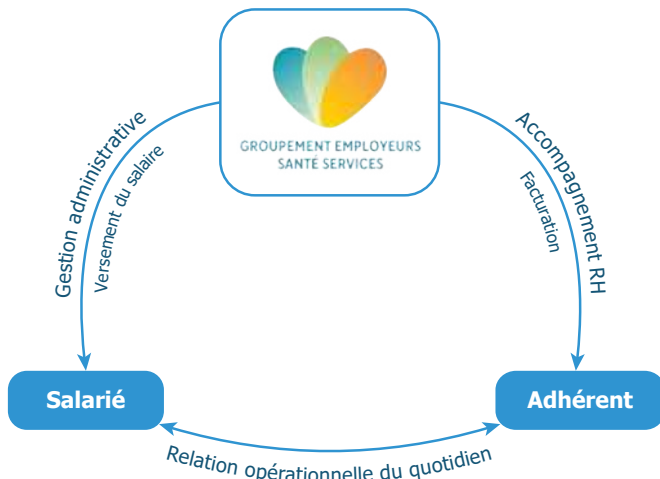 GROUPEMENT EMPLOYEURS
SANTÉ SERVICES
Gestion administrative
Versement du salaire
Accompagnement RH
Facturation
Salarié
Adhérent
Relation opérationnelle du quotidien